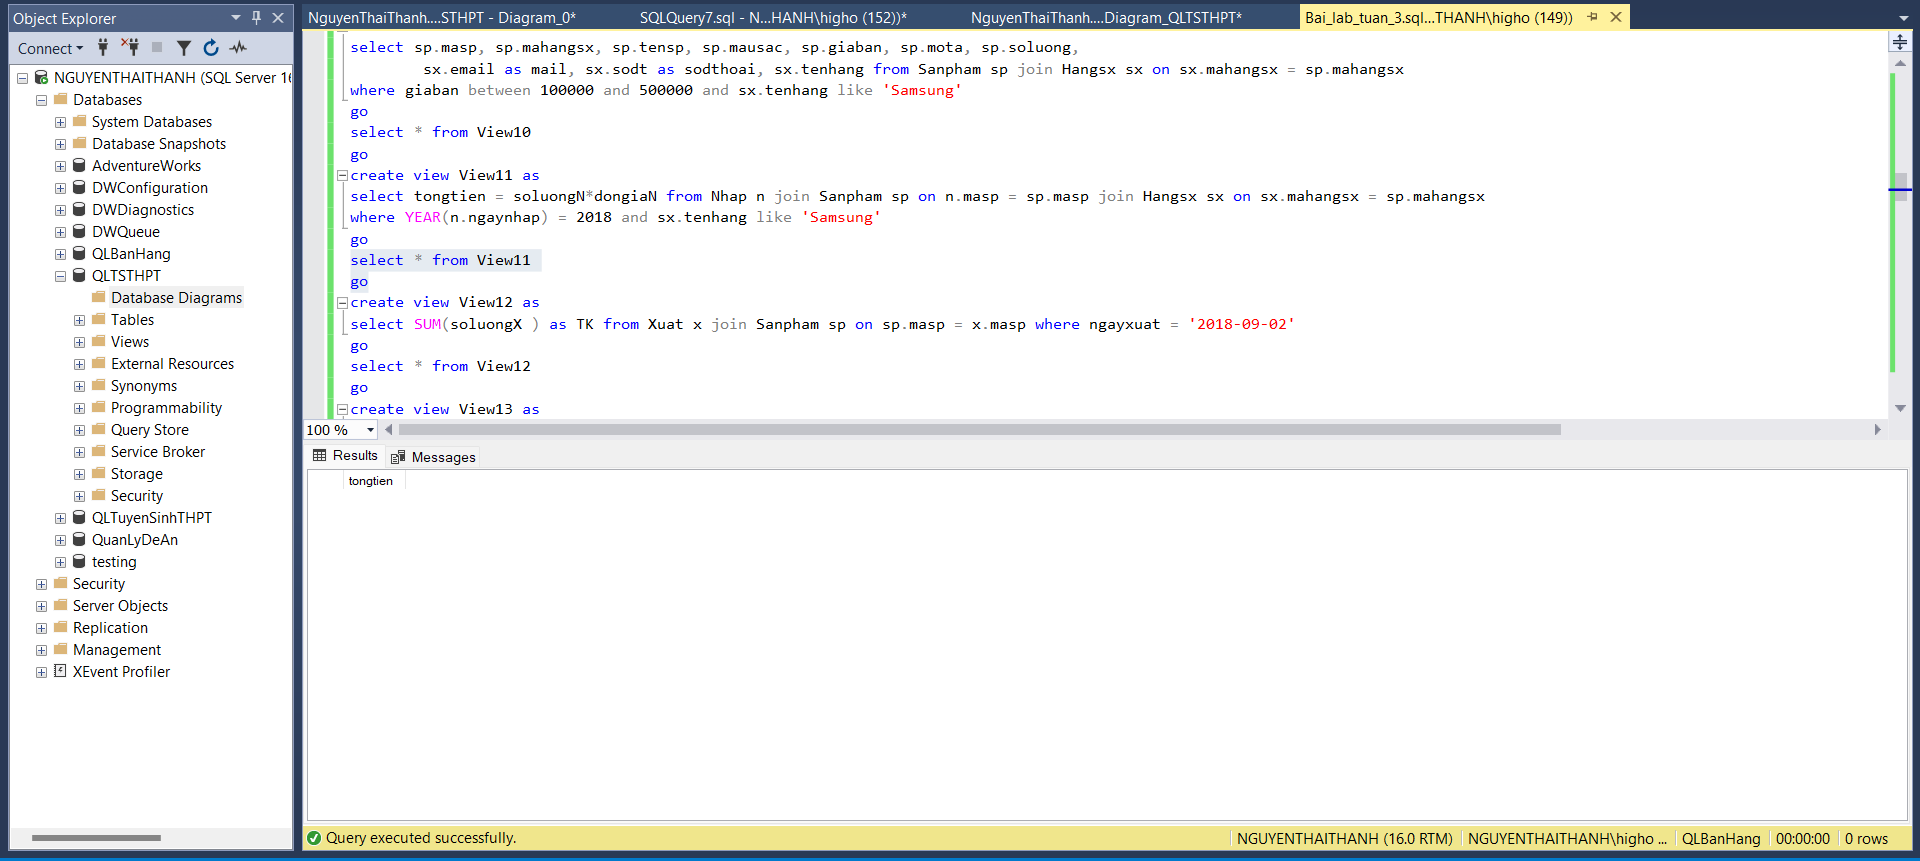 Object Explorer
Connect
NGUYENTHAITHANH (SQL Server 16
Databases
System Databases
Database Snapshots
AdventureWorks
DWConfiguration
DWDiagnostics
DWQueue
QLBanHang
QLTSTHPT
Database Diagrams
Tables
Views
External Resources
Synonyms
Programmability
Query Store
Service Broker
Storage
Security
QLTuyenSinhTHPT
QuanLyDeAn
testing
Security
Server Objects
Replication
Management
XEvent Profiler
NguyenThaiThanh....STHPT - Diagram_0*
SQLQuery7.sql - N...HANH\higho (152))*
NguyenThaiThanh....Diagram_QLTSTHPT*
Bai_lab_tuan_3.sql...THANH\higho (149))
select sp.masp, sp.mahangsx, sp.tensp, sp.mausac, sp.giaban, sp.mota, sp.soluong,
sx.email as mail, sx.sodt as sodthoai, sx.tenhang from Sanpham sp join Hangsx sx on sx.mahangsx = sp.mahangsx
where giaban between 100000 and 500000 and sx.tenhang like 'Samsung'
go
select * from View10
go
create view View11 as
select tongtien = soluongN*dongiaN from Nhap n join Sanpham sp on n.masp = sp.masp join Hangsx sx on sx.mahangsx = sp.mahangsx
where YEAR(n.ngaynhap) = 2018 and sx.tenhang like 'Samsung'
go
select * from View11
go
create view View12 as
select SUM(soluongX ) as TK from Xuat x join Sanpham sp on sp.masp = x.masp where ngayxuat = '2018-09-02'
go
select * from View12
go
create view View13 as
100 %
Results
Messages
tongtien
Query executed successfully.
NGUYENTHAITHANH (16.0 RTM)
NGUYENTHAITHANH\higho ...
QLBanHang
00:00:00
0 rows